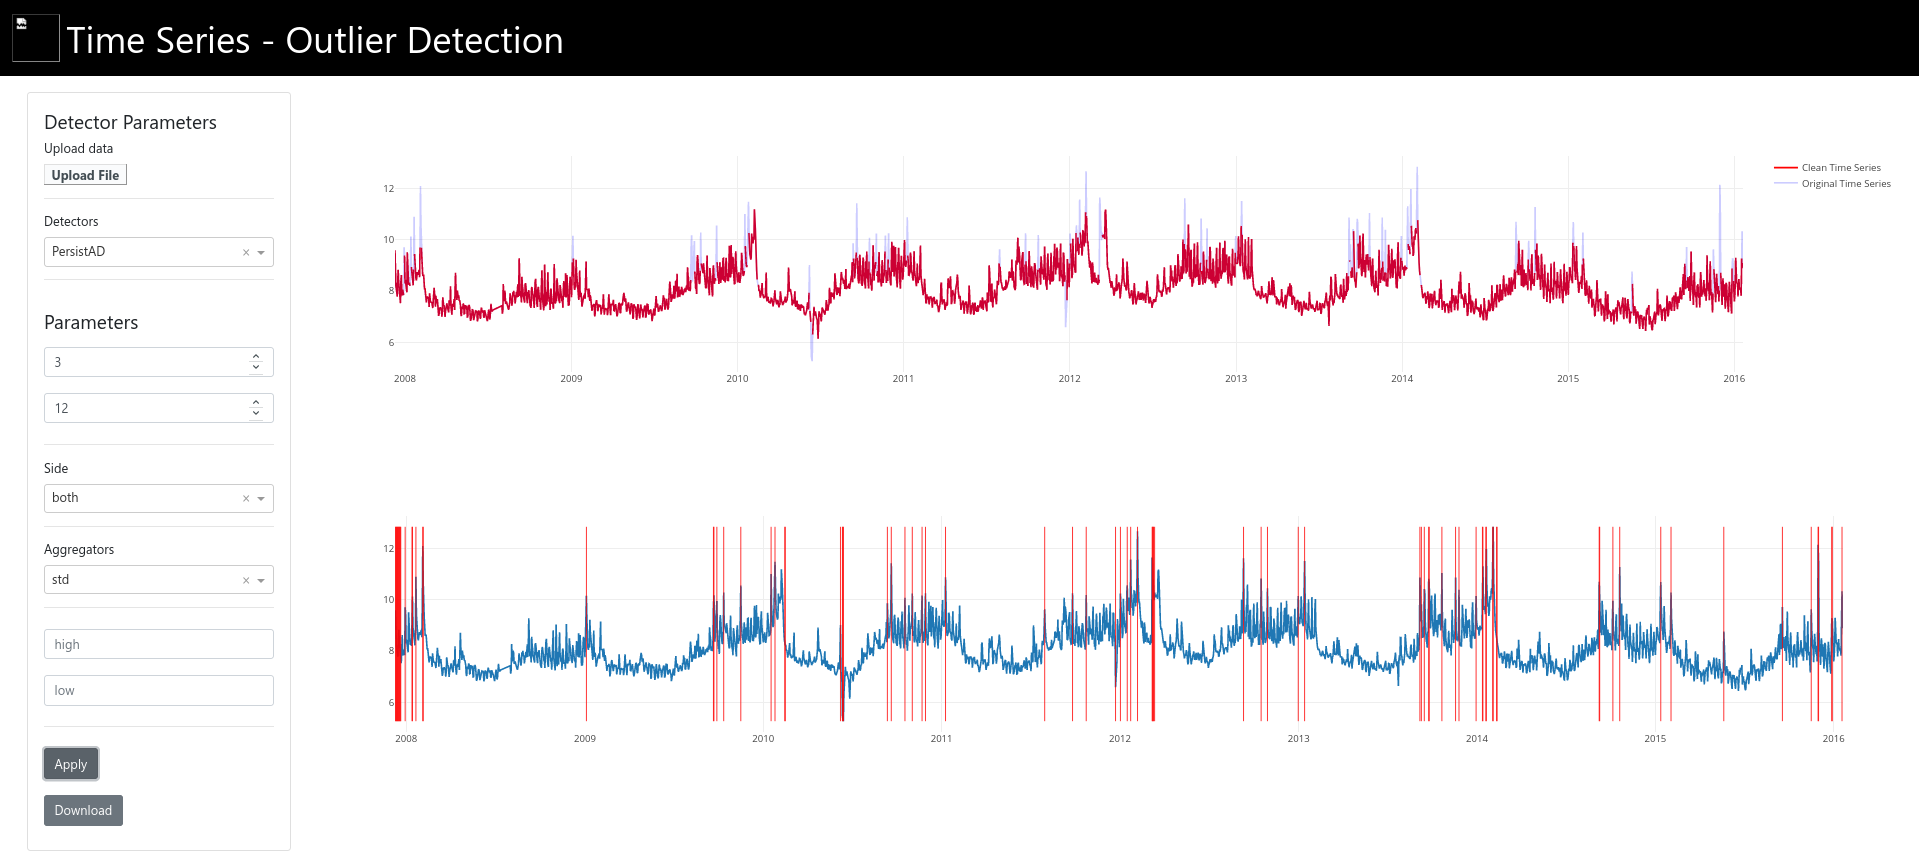 Time Series - Outlier Detection
Detector Parameters
Upload data
Upload File
Detectors
PersistAD
Parameters
3
12
Side
both
Aggregators
std
high
low
Apply
Download
12
10
8
6
2008 2009 2010 2011 2012 2013 2014 2015 2016
Clean Time Series
Original Time Series
12
10
8
6
2008 2009 2010 2011 2012 2013 2014 2015 2016